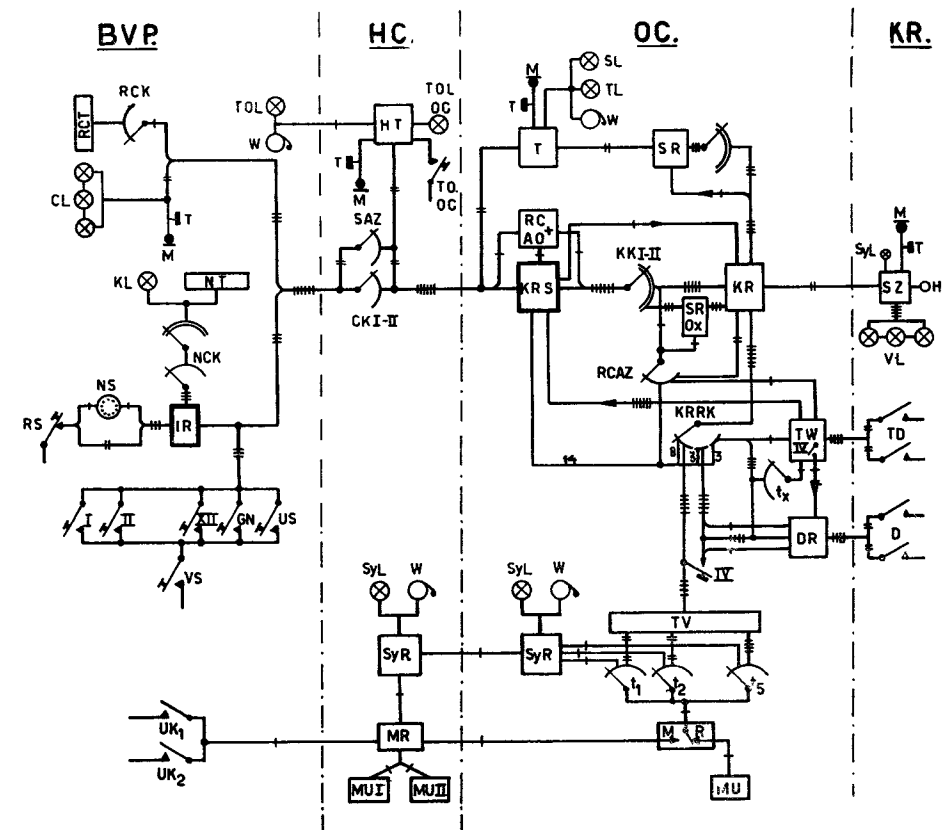 BVP.
HC.
OC.
KR.
RCK
RCT
CL
T
M
TOL
W
HT
TOL
OC
T
M
TO.
OC
SAZ
CKI-II
M
T
SL
TL
W
T
SR
RC
AO+
KRS
KKI-II
KR
SR
Ox
RCAZ
M
T
SyL
SZ
OH
VL
KL
NT
NCK
NS
RS
IR
I
II
XII
GN
US
VS
KRRK
14
8
3
3
TW
IV
TD
tx
DR
D
IV
TV
t1
t2
t5
SyL
W
SyR
SyL
W
SyR
UK1
UK2
MR
MUI
MUII
M
R
MU